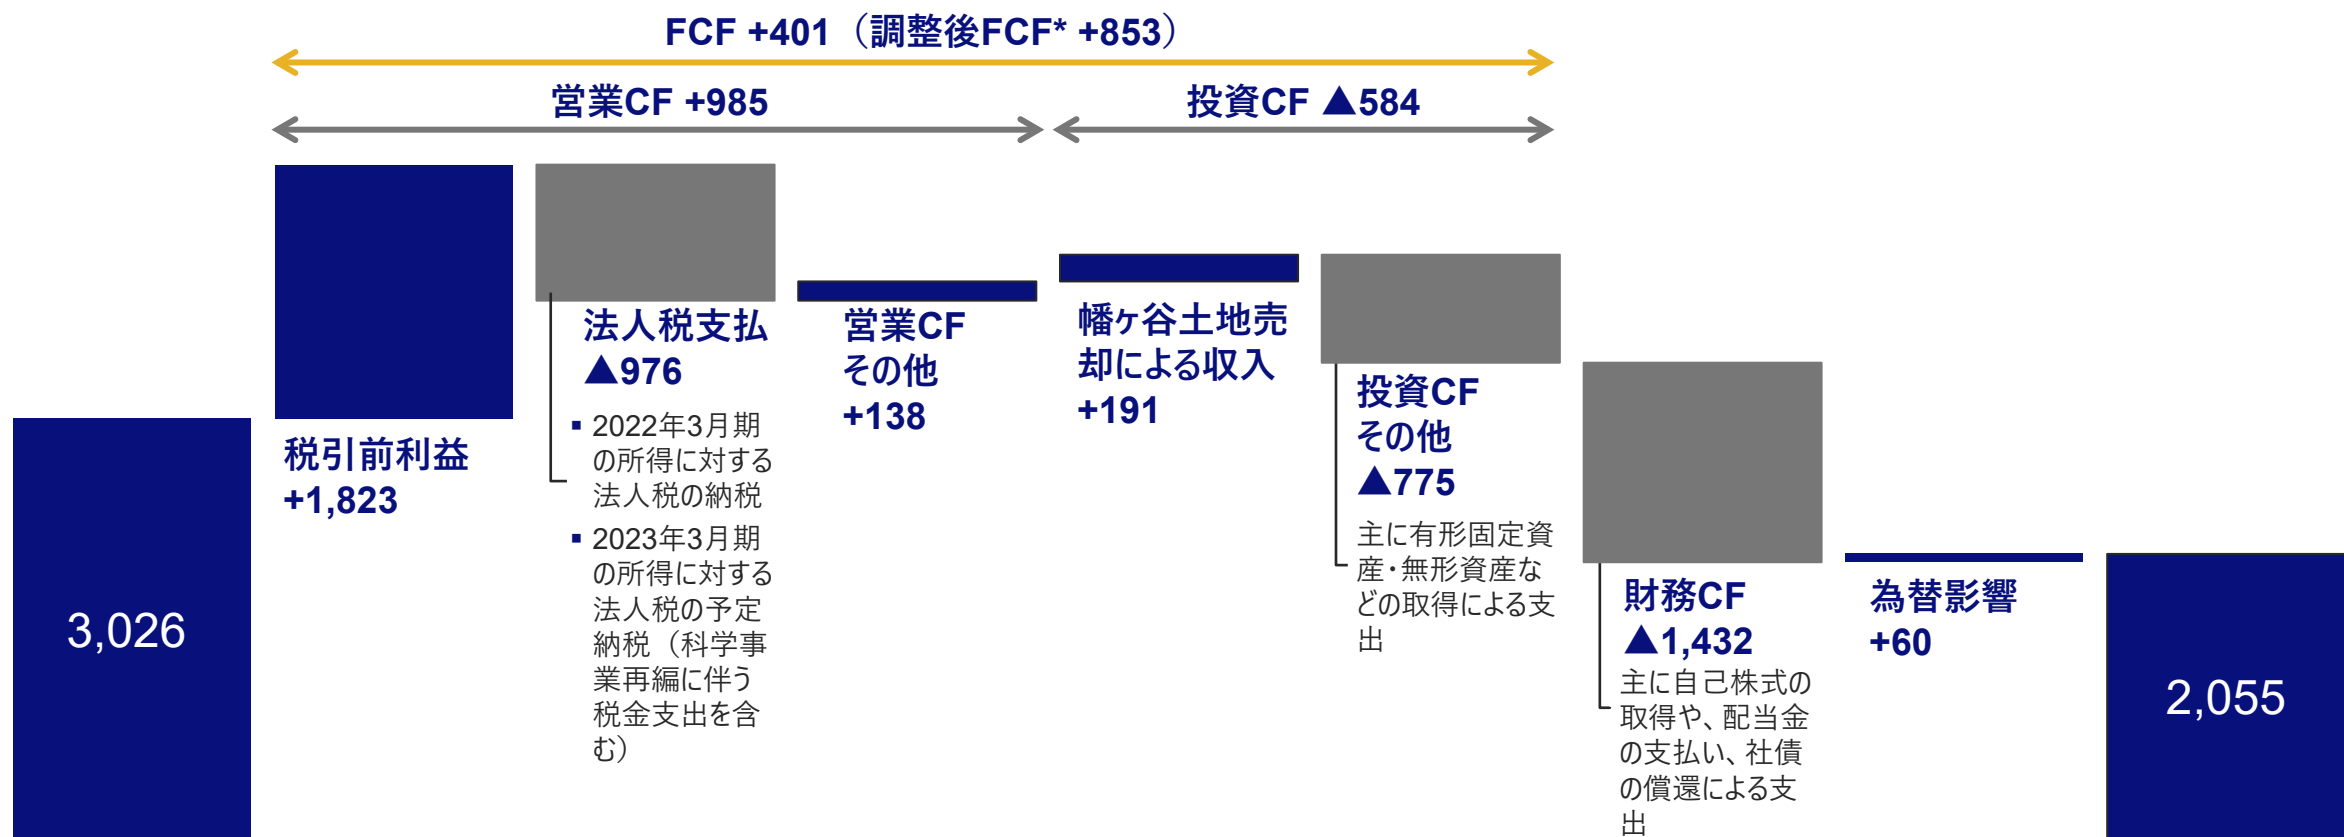 FCF +401（調整後FCF* +853）
営業CF +985
投資CF ▲584
3,026
税引前利益
+1,823
法人税支払
▲976
▪ 2022年3月期
の所得に対する
法人税の納税
▪ 2023年3月期
の所得に対する
法人税の予定
納税（科学事
業再編に伴う
税金支出を含
む）
営業CF
その他
+138
幡ヶ谷土地売
却による収入
+191
投資CF
その他
▲775
主に有形固定資
産・無形資産な
どの取得による支
出
財務CF
▲1,432
主に自己株式の
取得や、配当金
の支払い、社債
の償還による支
出
為替影響
+60
2,055